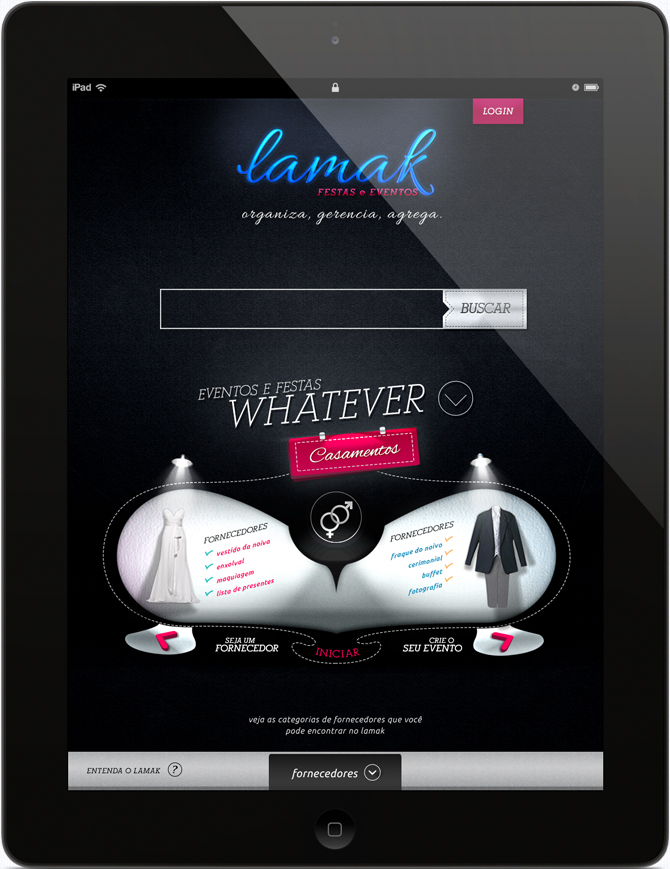 iPad
LOGIN
lamak
FESTAS e EVENTOS
organiza, gerencia, agrega.
BUSCAR
EVENTOS E FESTAS
WHATEVER
Casamentos
FORNECEDORES
vestido da noiva
enxoval
maquiagem
lista de presentes
FORNECEDORES
fraque do noivo
cerimonial
buffet
fotografia
SEJA UM
FORNECEDOR
INICIAR
CRIE O
SEU EVENTO
veja as categorias de fornecedores que você
pode encontrar no lamak
ENTENDA O LAMAK ?
fornecedores